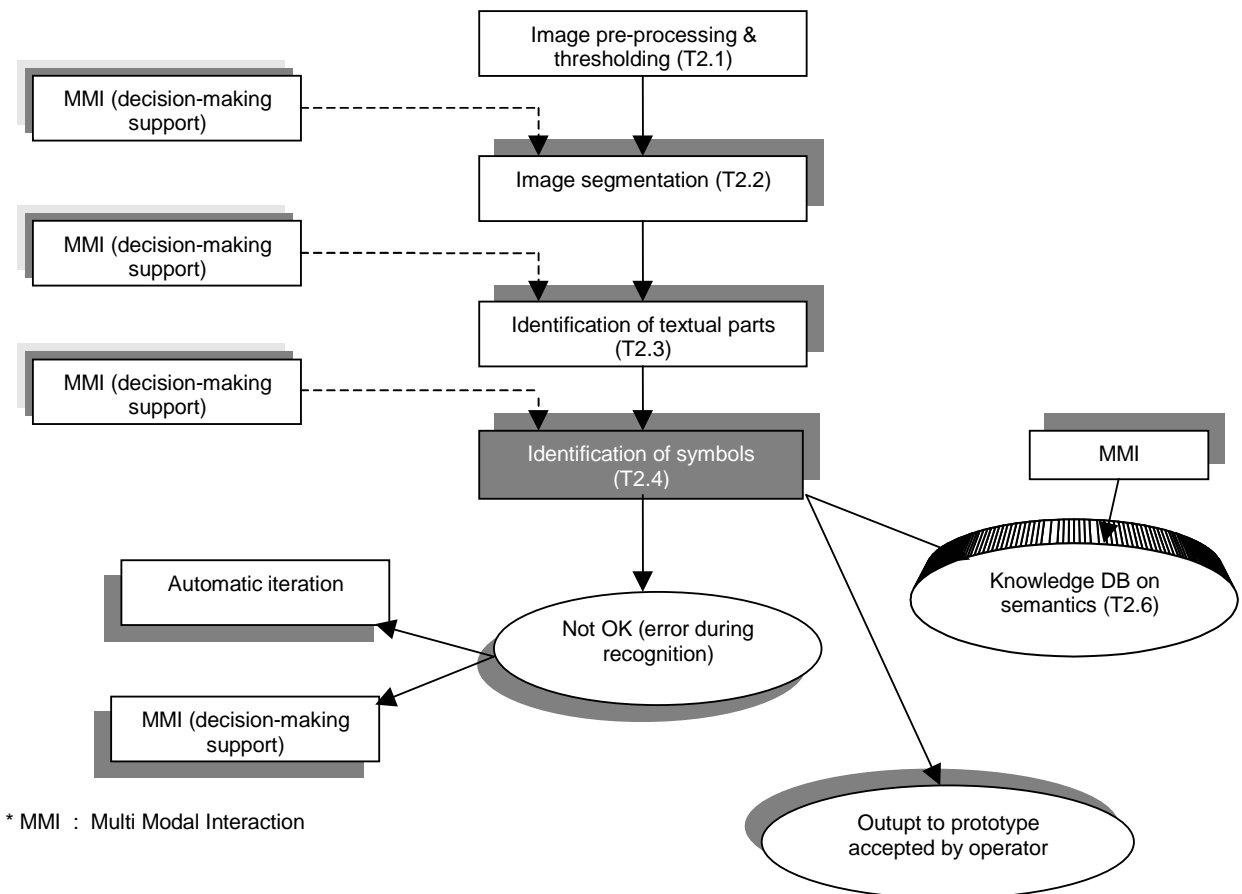 Image pre-processing &
thresholding (T2.1)
MMI (decision-making
support)
Image segmentation (T2.2)
MMI (decision-making
support)
Identification of textual parts
(T2.3)
MMI (decision-making
support)
Identification of symbols
(T2.4)
MMI
Knowledge DB on
semantics (T2.6)
Automatic iteration
Not OK (error during
recognition)
MMI (decision-making
support)
* MMI : Multi Modal Interaction
Outupt to prototype
accepted by operator